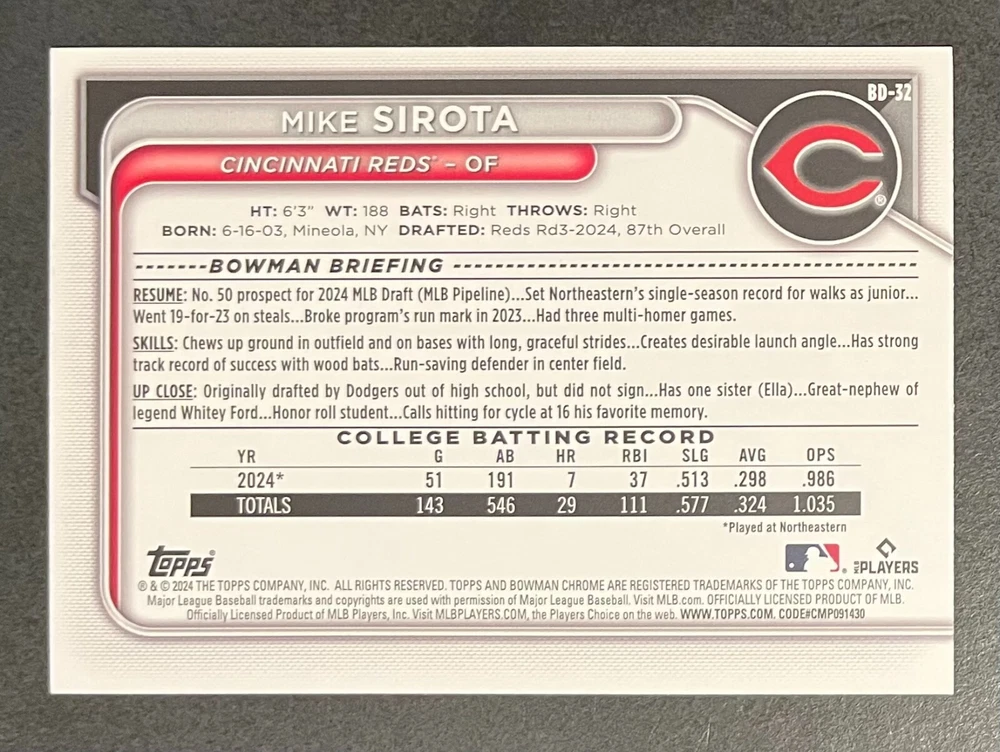 BD-32
MIKE SIROTA
CINCINNATI REDS® – OF
HT: 6'3" WT: 188 BATS: Right THROWS: Right
BORN: 6-16-03, Mineola, NY DRAFTED: Reds Rd3-2024, 87th Overall
BOWMAN BRIEFING
RESUME: No. 50 prospect for 2024 MLB Draft (MLB Pipeline)...Set Northeastern's single-season record for walks as junior...
Went 19-for-23 on steals...Broke program's run mark in 2023...Had three multi-homer games.
SKILLS: Chews up ground in outfield and on bases with long, graceful strides...Creates desirable launch angle...Has strong
track record of success with wood bats...Run-saving defender in center field.
UP CLOSE: Originally drafted by Dodgers out of high school, but did not sign...Has one sister (Ella)...Great-nephew of
legend Whitey Ford...Honor roll student...Calls hitting for cycle at 16 his favorite memory.
COLLEGE BATTING RECORD
YR G AB HR RBI SLG AVG OPS
2024* 51 191 7 37 .513 .298 .986
TOTALS 143 546 29 111 .577 .324 1.035
*Played at Northeastern
Topps®
MLB PLAYERS
® & © 2024 THE TOPPS COMPANY, INC. ALL RIGHTS RESERVED. TOPPS AND BOWMAN CHROME ARE REGISTERED TRADEMARKS OF THE TOPPS COMPANY, INC.
Major League Baseball trademarks and copyrights are used with permission of Major League Baseball. Visit MLB.com. OFFICIALLY LICENSED PRODUCT OF MLB.
Officially Licensed Product of MLB Players, Inc. Visit MLBPLAYERS.COM, the Players Choice on the web. WWW.TOPPS.COM. CODE#CMP091430